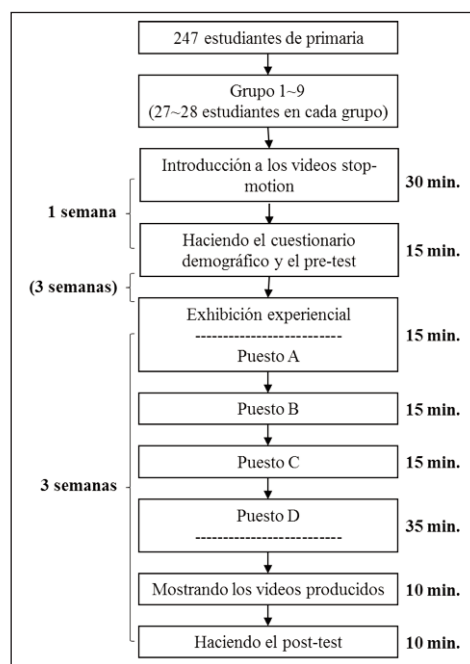 247 estudiantes de primaria
Grupo 1~9
(27~28 estudiantes en cada grupo)
Introducción a los videos stop-
motion
30 min.
1 semana
Haciendo el cuestionario
demográfico y el pre-test
15 min.
(3 semanas)
Exhibición experiencial
---------------------------
Puesto A
15 min.
Puesto B
15 min.
Puesto C
15 min.
3 semanas
Puesto D
---------------------------
35 min.
Mostrando los videos producidos
10 min.
Haciendo el post-test
10 min.